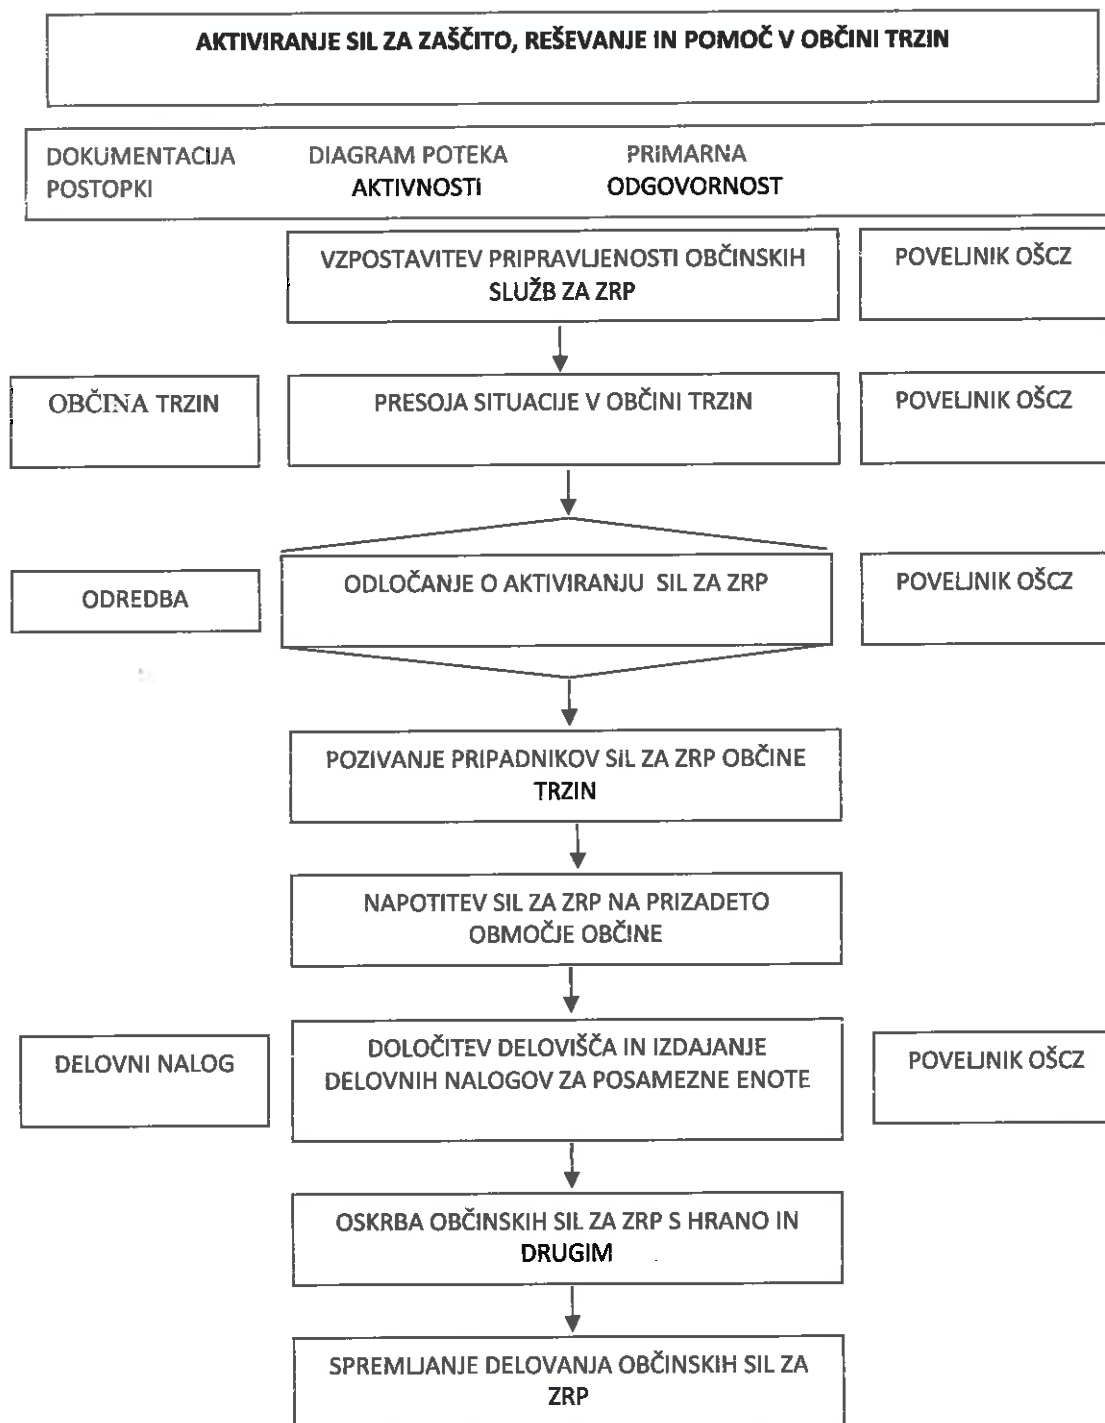 AKTIVIRANJE SIL ZA ZAŠČITO, REŠEVANJE IN POMOČ V OBČINI TRZIN
DOKUMENTACIJA DIAGRAM POTEKA PRIMARNA
POSTOPKI AKTIVNOSTI ODGOVORNOST
VZPOSTAVITEV PRIPRAVLJENOSTI OBČINSKIH
SLUŽB ZA ZRP
POVELJNIK OŠCZ
OBČINA TRZIN
PRESOJA SITUACIJE V OBČINI TRZIN
POVELJNIK OŠCZ
ODREDBA
ODLOČANJE O AKTIVIRANJU SIL ZA ZRP
POVELJNIK OŠCZ
POZIVANJE PRIPADNIKOV SIL ZA ZRP OBČINE
TRZIN
NAPOTITEV SIL ZA ZRP NA PRIZADETO
OBMOČJE OBČINE
DELOVNI NALOG
DOLOČITEV DELOVIŠČA IN IZDAJANJE
DELOVNIH NALOGOV ZA POSAMEZNE ENOTE
POVELJNIK OŠCZ
OSKRBA OBČINSKIH SIL ZA ZRP S HRANO IN
DRUGIM
SPREMLJANJE DELOVANJA OBČINSKIH SIL ZA
ZRP